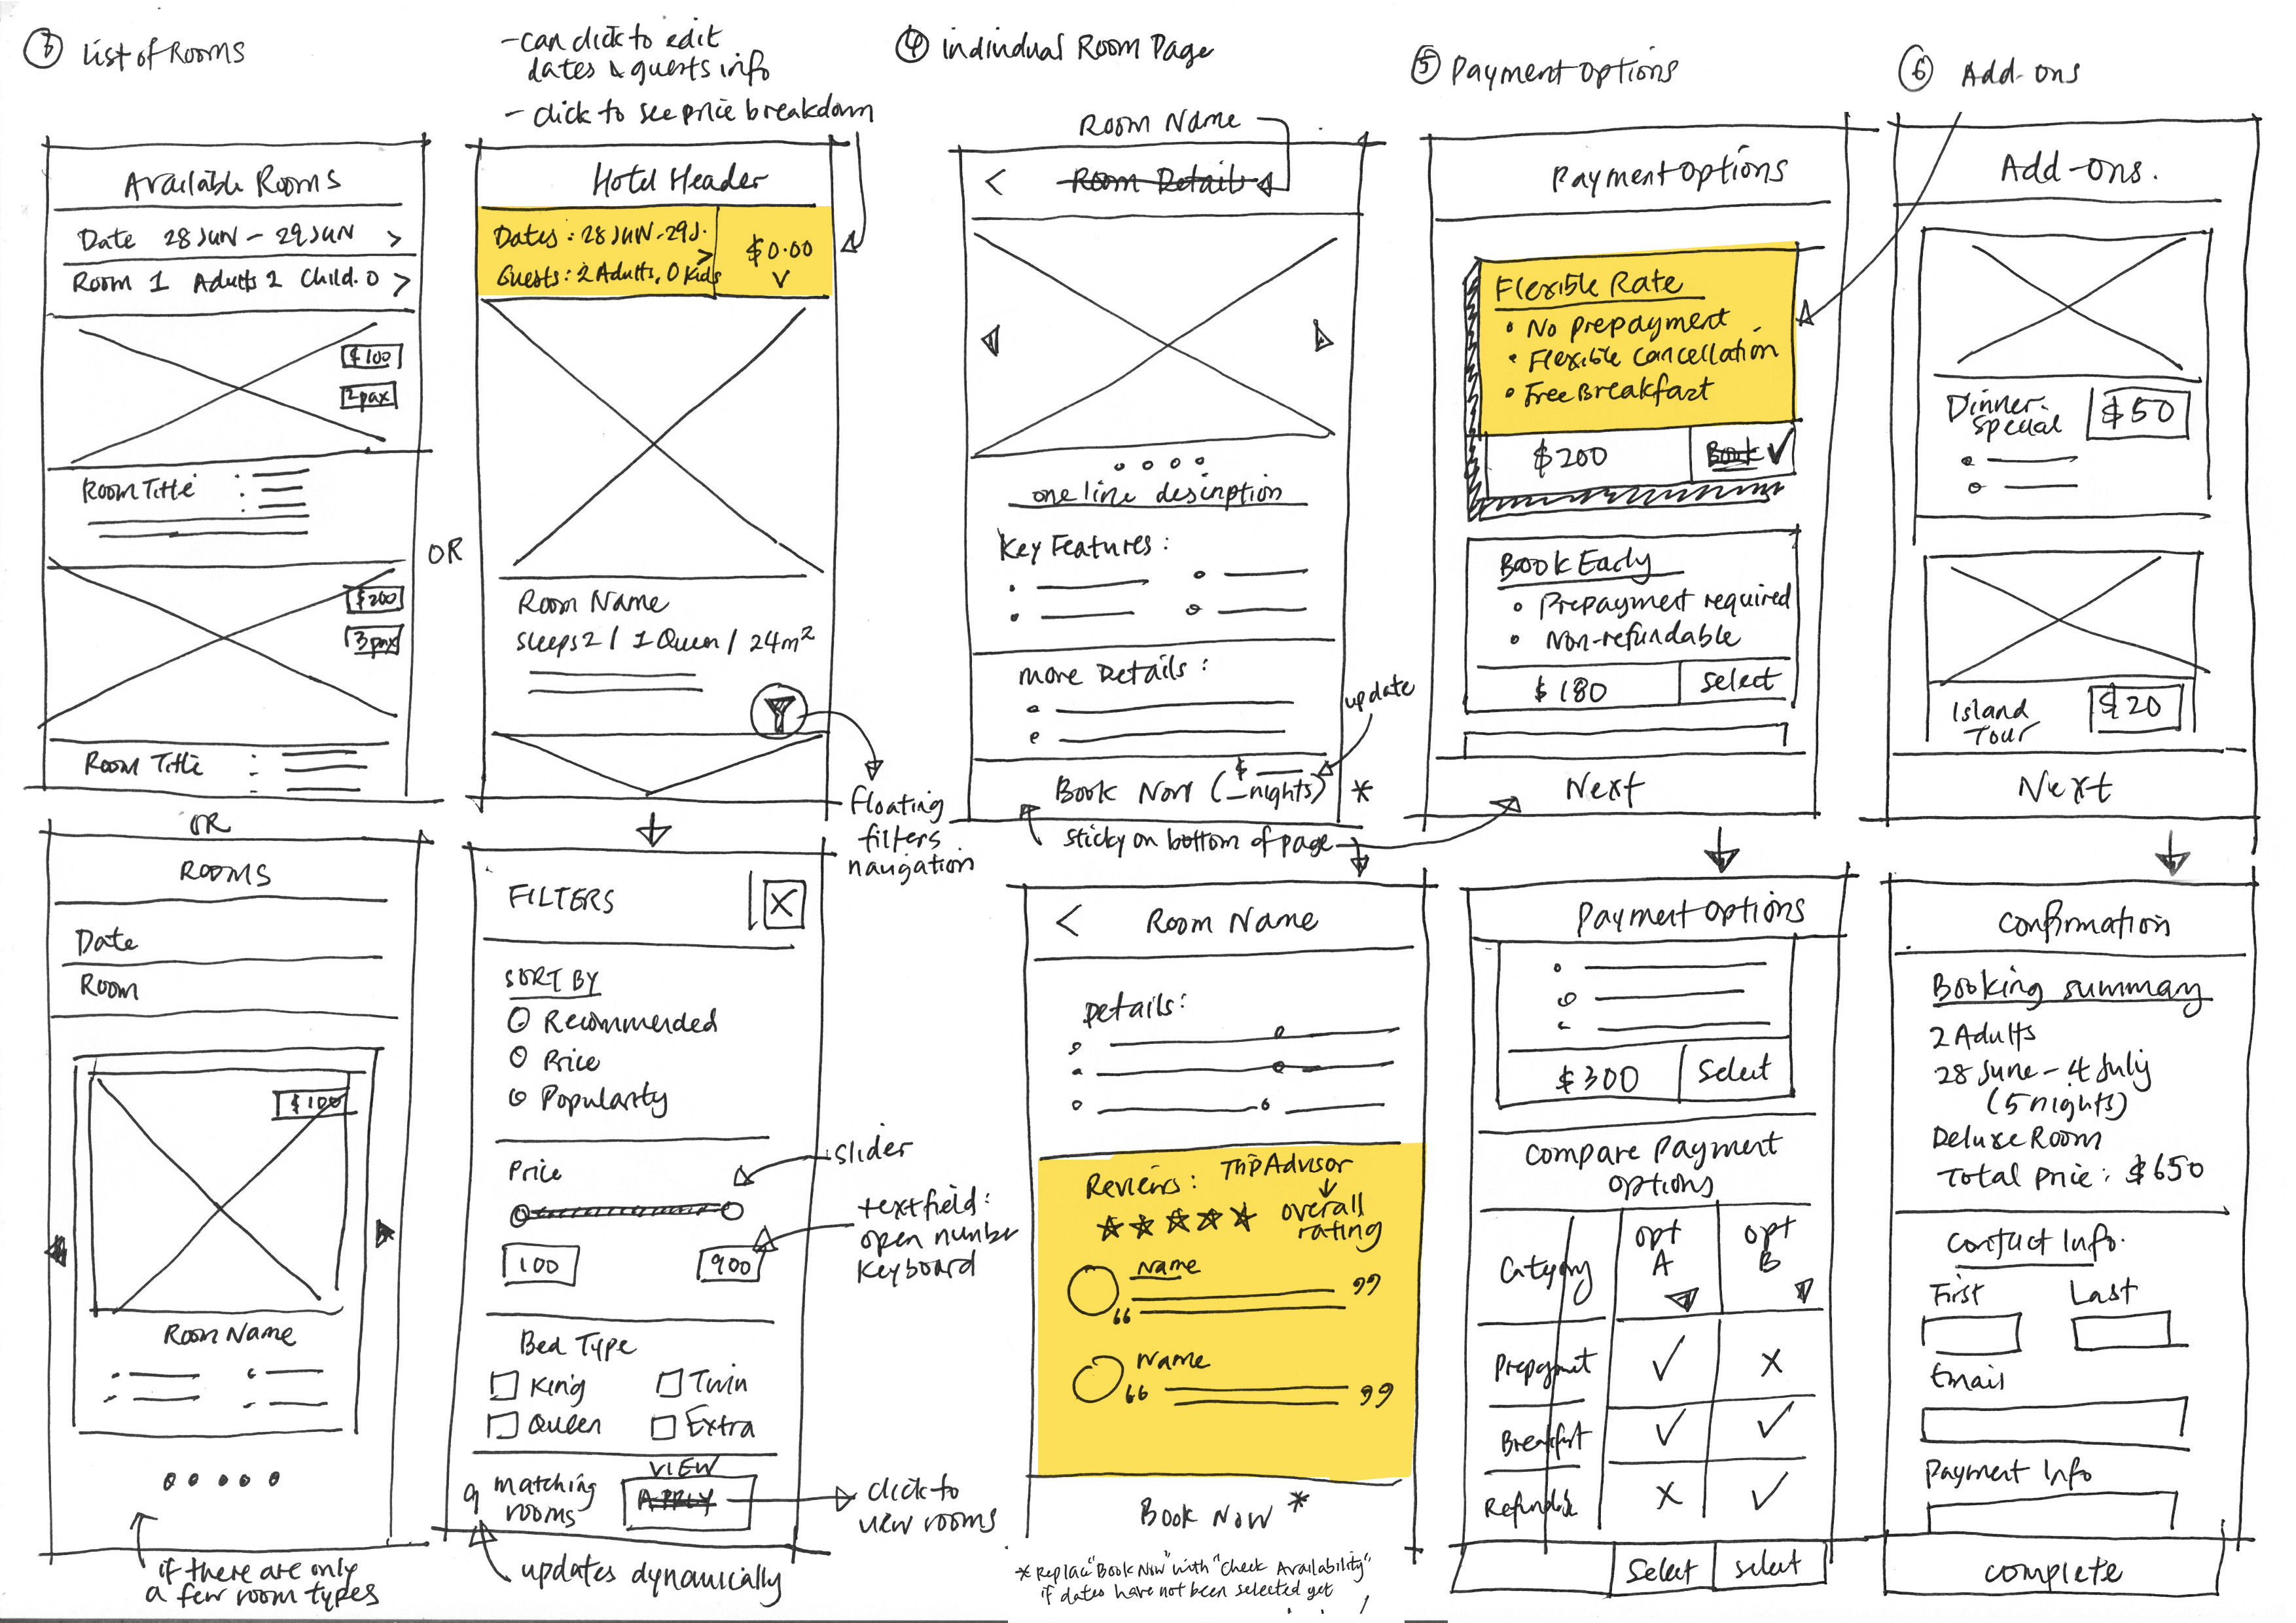 ③ List of Rooms
Available Rooms
Date 28 JUN - 29 JUN >
Room 1 Adults 2 Child. 0 >
$100
2 pax
Room Title
$200
3 pax
Room Title
OR
OR
ROOMS
Date
Room
$100
Room Name
if there are only
a few room types
- can click to edit
dates & guests info
- click to see price breakdown
Hotel Header
Dates : 28 JUN - 29 J. >
Guests : 2 Adults, 0 Kids
$0.00
Room Name
sleeps 2 / 1 Queen / 24m²
Floating
filters
navigation
FILTERS X
SORT BY
Recommended
Price
Popularity
Price
slider
100
900
textfield:
open number
keyboard
Bed Type
King Twin
Queen Extra
9 matching
rooms
VIEW
APPLY
click to
view rooms
updates dynamically
④ individual Room Page
Room Name
< Room Details
one line description
Key Features :
more Details :
update
Book Now ($ __
_ nights) *
sticky on bottom of page
< Room Name
Details :
Reviews : TripAdvisor
overall
rating
Name
“ ”
Name
“ ”
Book Now *
* Replace "Book Now" with "Check Availability"
if dates have not been selected yet
⑤ Payment Options
Payment Options
Flexible Rate
• No prepayment
• Flexible Cancellation
• Free Breakfast
$200 Book ✓
Book Early
• Prepayment required
• Non-refundable
$180 Select
Next
Payment Options
$300 Select
Compare Payment
Options
Category opt A opt B
Prepayment ✓ X
Breakfast ✓ ✓
Refundable X ✓
Select Select
⑥ Add-ons
Add-Ons.
Dinner
Special $50
Island
Tour $20
Next
Confirmation
Booking summary
2 Adults
28 June - 4 July
(5 nights)
Deluxe Room
Total Price : $650
Contact Info.
First Last
Email
Payment Info
Complete